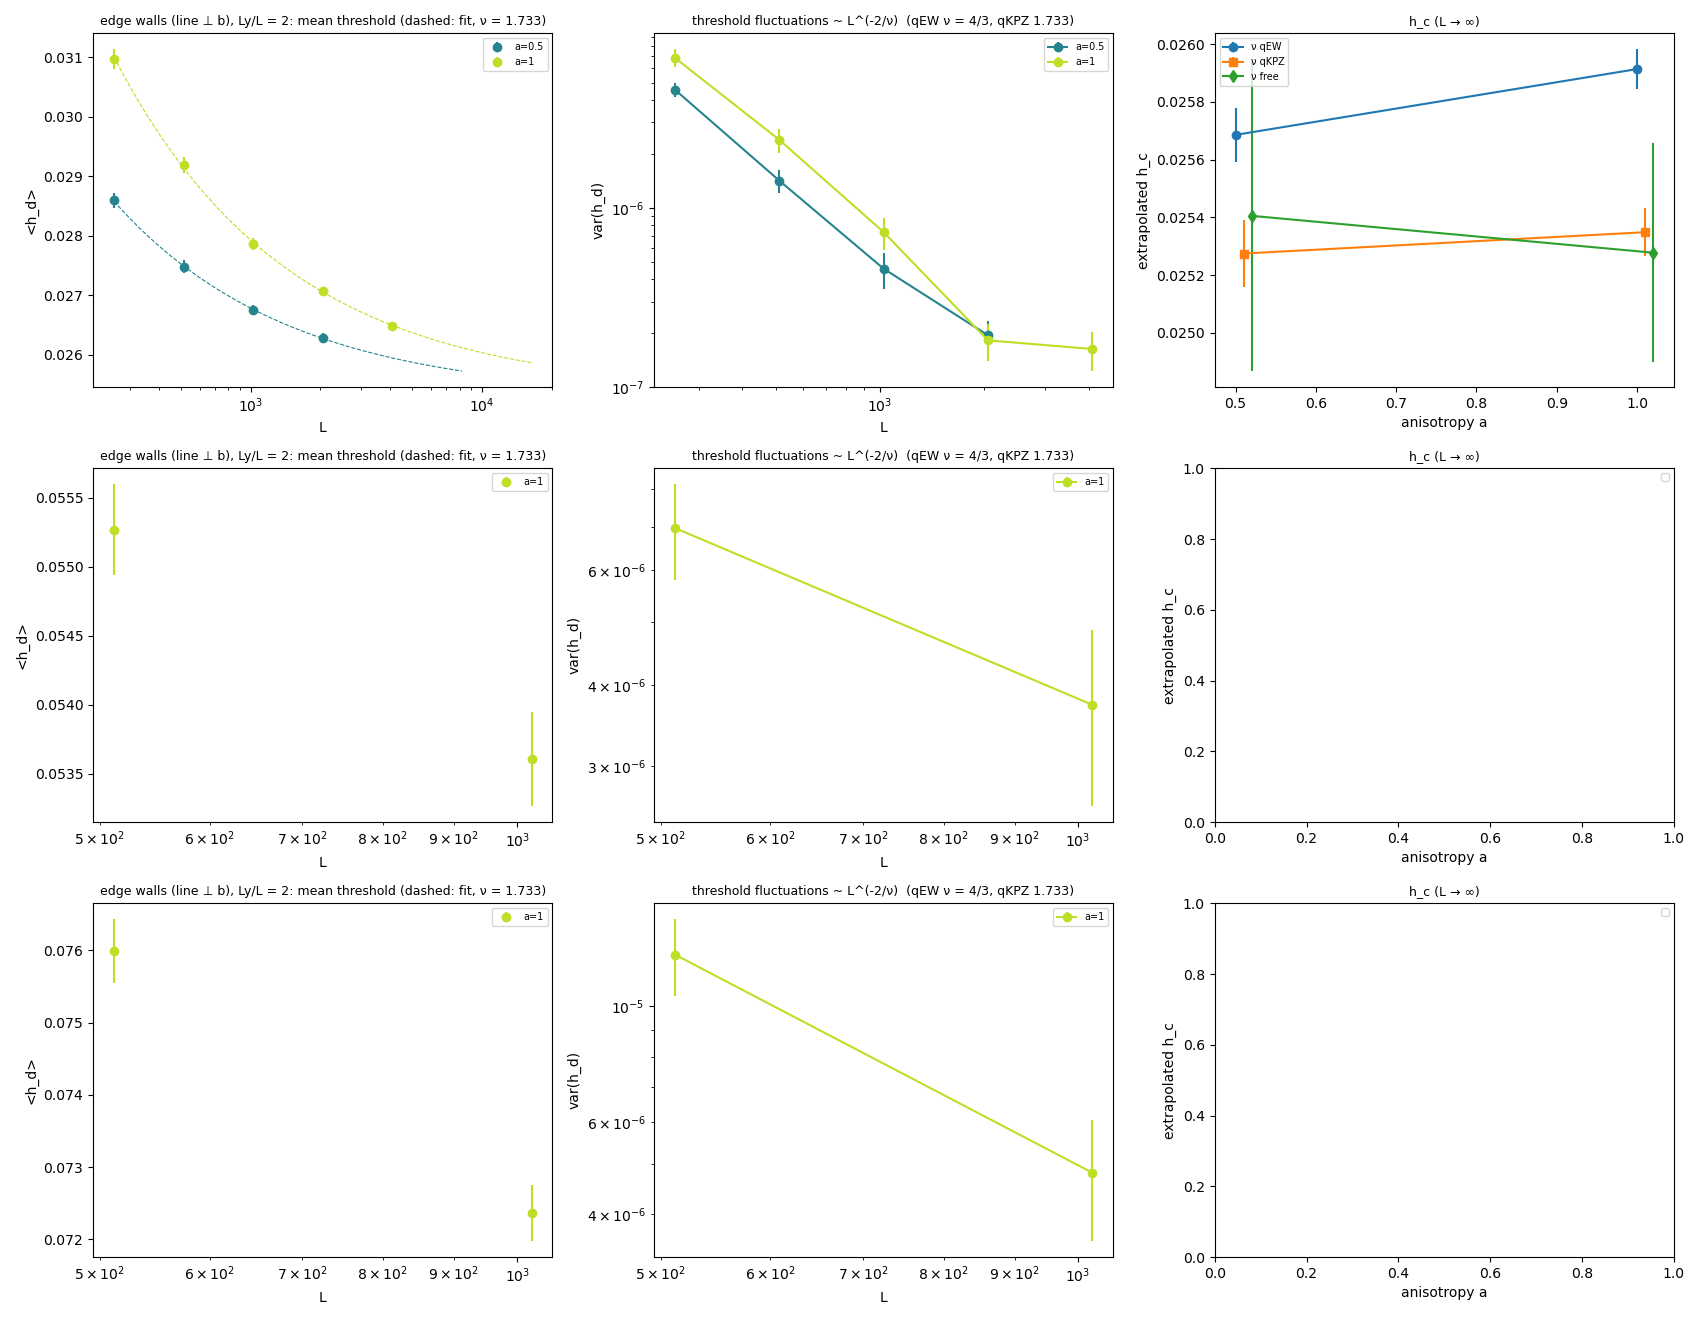 edge walls (line ⊥ b), Ly/L = 2: mean threshold (dashed: fit, ν = 1.733)
threshold fluctuations ~ L^(-2/ν)  (qEW ν = 4/3, qKPZ 1.733)
h_c (L → ∞)
a=0.5
a=1
a=0.5
a=1
ν qEW
ν qKPZ
ν free
<h_d>
0.031
0.030
0.029
0.028
0.027
0.026
10³
10⁴
L
var(h_d)
10⁻⁶
10⁻⁷
10³
L
extrapolated h_c
0.0260
0.0258
0.0256
0.0254
0.0252
0.0250
0.5 0.6 0.7 0.8 0.9 1.0
anisotropy a
edge walls (line ⊥ b), Ly/L = 2: mean threshold (dashed: fit, ν = 1.733)
threshold fluctuations ~ L^(-2/ν)  (qEW ν = 4/3, qKPZ 1.733)
h_c (L → ∞)
a=1
a=1
<h_d>
0.0555
0.0550
0.0545
0.0540
0.0535
5 × 10² 6 × 10² 7 × 10² 8 × 10² 9 × 10² 10³
L
var(h_d)
6 × 10⁻⁶
4 × 10⁻⁶
3 × 10⁻⁶
5 × 10² 6 × 10² 7 × 10² 8 × 10² 9 × 10² 10³
L
extrapolated h_c
1.0
0.8
0.6
0.4
0.2
0.0
0.0 0.2 0.4 0.6 0.8 1.0
anisotropy a
edge walls (line ⊥ b), Ly/L = 2: mean threshold (dashed: fit, ν = 1.733)
threshold fluctuations ~ L^(-2/ν)  (qEW ν = 4/3, qKPZ 1.733)
h_c (L → ∞)
a=1
a=1
<h_d>
0.076
0.075
0.074
0.073
0.072
5 × 10² 6 × 10² 7 × 10² 8 × 10² 9 × 10² 10³
L
var(h_d)
10⁻⁵
6 × 10⁻⁶
4 × 10⁻⁶
5 × 10² 6 × 10² 7 × 10² 8 × 10² 9 × 10² 10³
L
extrapolated h_c
1.0
0.8
0.6
0.4
0.2
0.0
0.0 0.2 0.4 0.6 0.8 1.0
anisotropy a